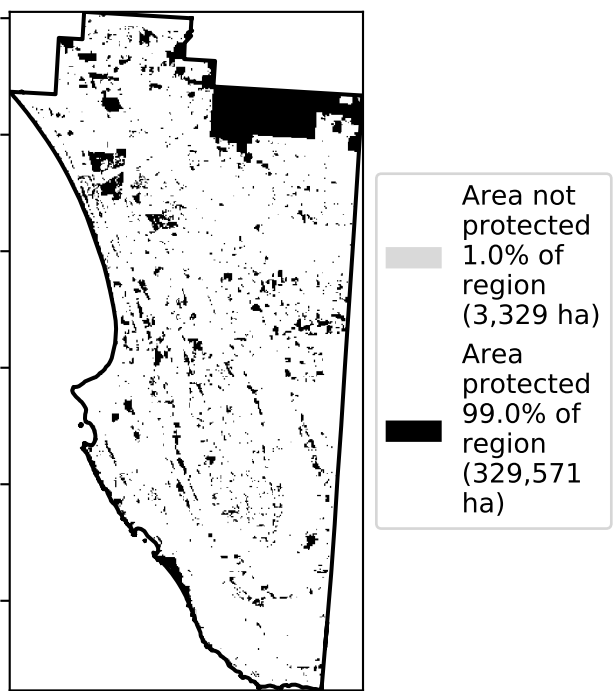 Area not
protected
1.0% of
region
(3,329 ha)
Area
protected
99.0% of
region
(329,571
ha)